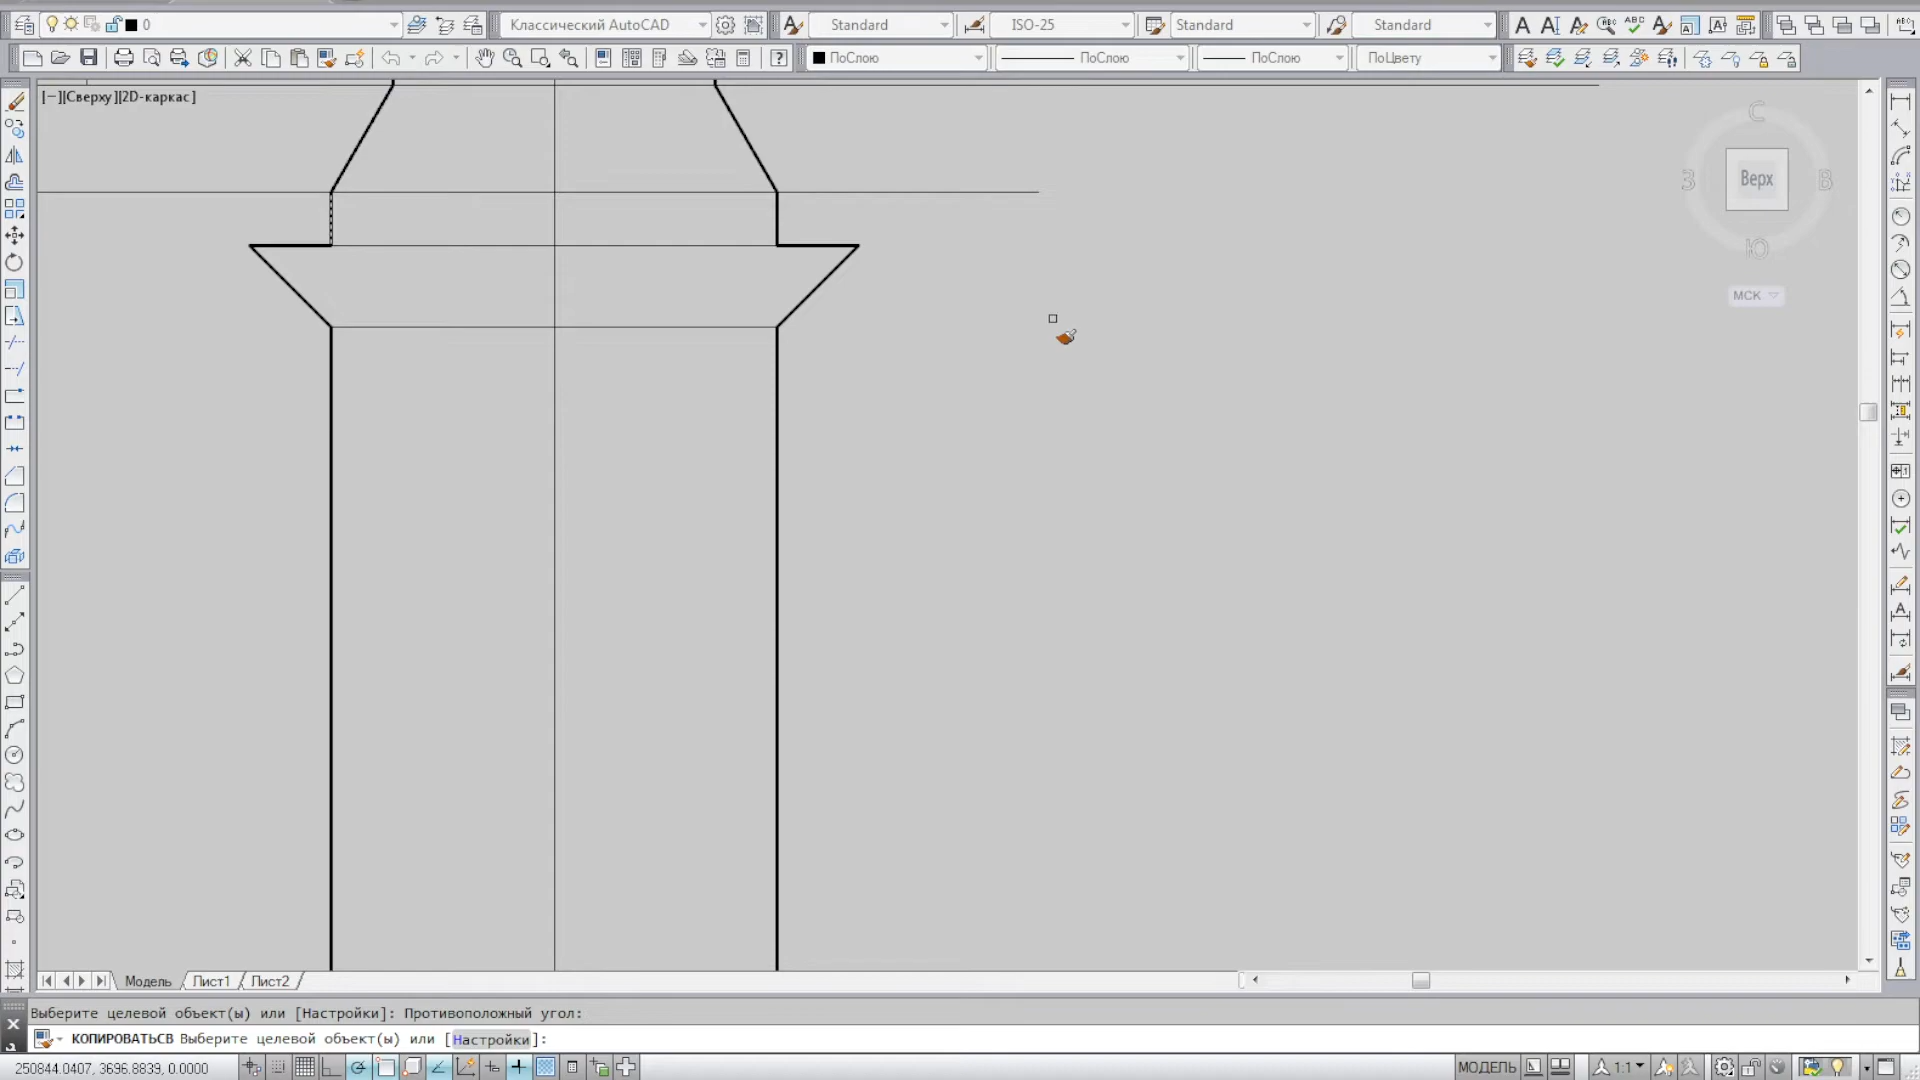 0
Классический AutoCAD
Standard
ISO-25
Standard
Standard
ПоСлою
ПоСлою
ПоСлою
ПоЦвету
[−][Сверху][2D-каркас]
С
З
Верх
В
Ю
МСК
Модель
Лист1
Лист2
Выберите целевой объект(ы) или [Настройки]: Противоположный угол:
КОПИРОВАТЬСВ Выберите целевой объект(ы) или [Настройки]:
250844.0407, 3696.8839, 0.0000
МОДЕЛЬ
1:1